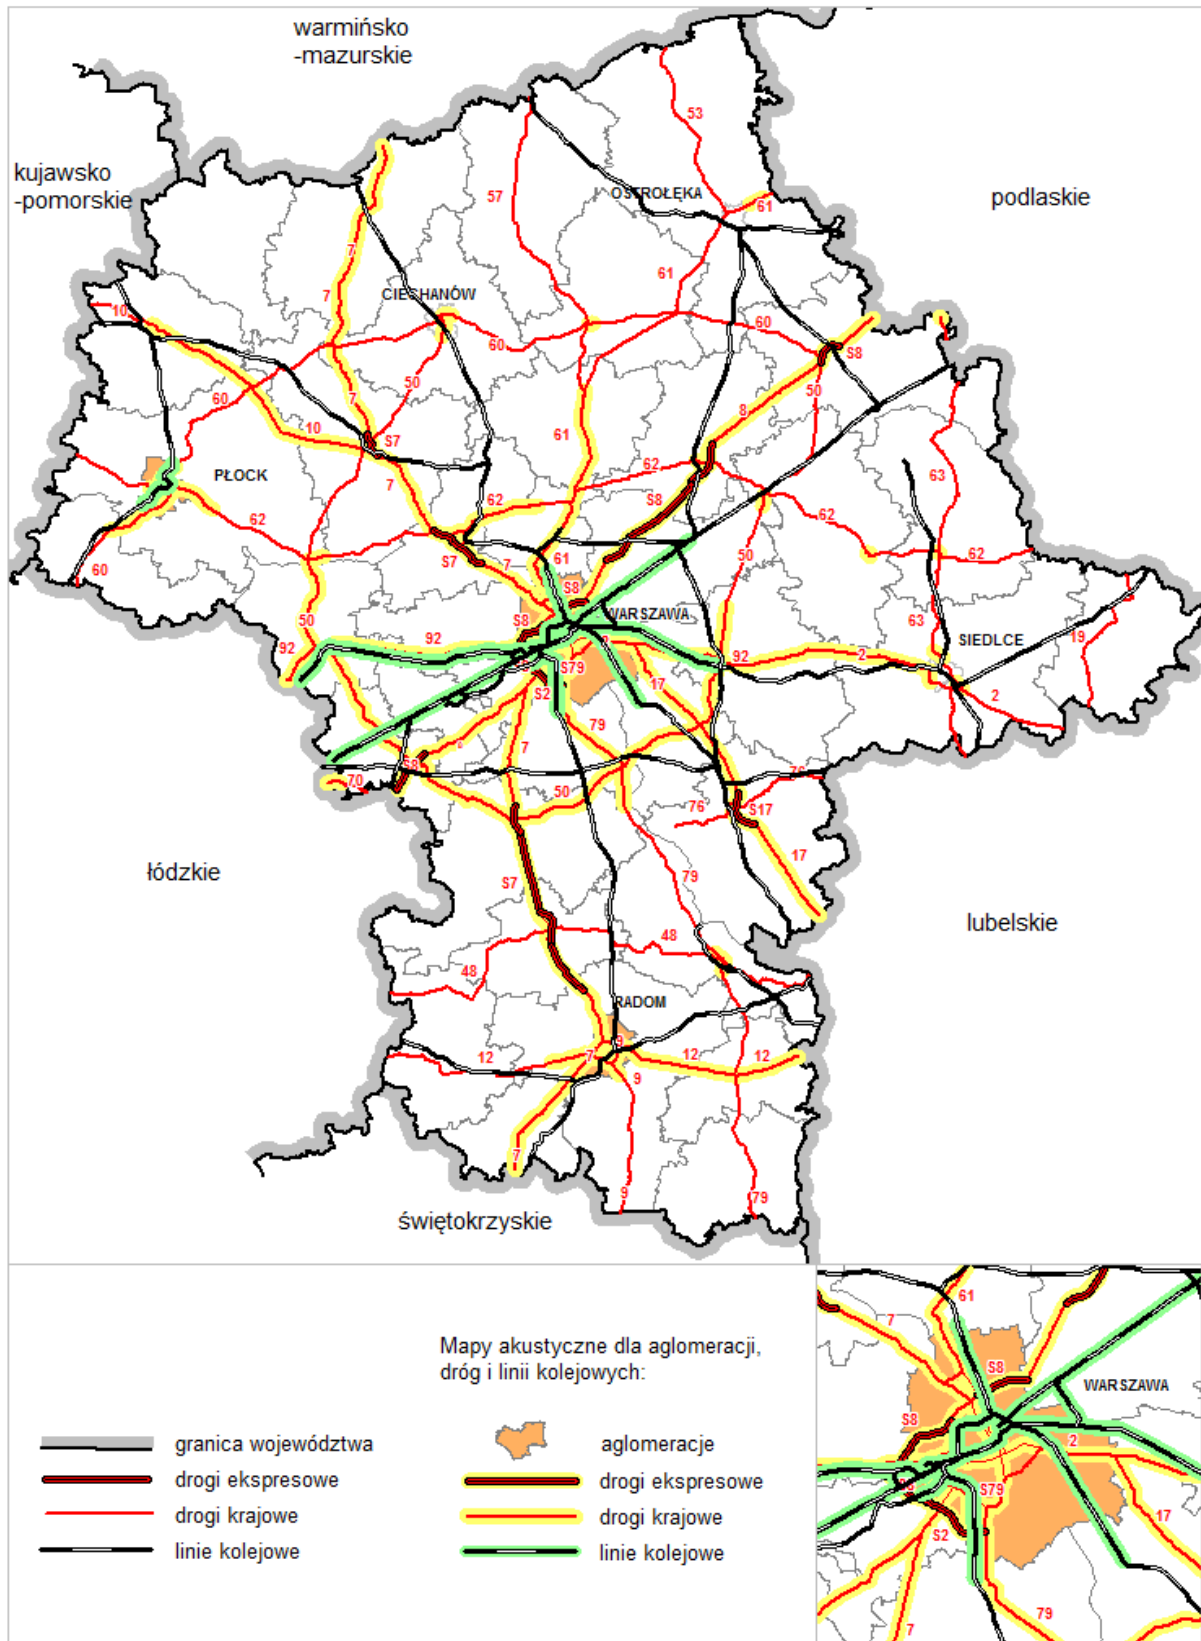 warmińsko
-mazurskie
kujawsko
-pomorskie
podlaskie
53
57
OSTROŁĘKA
61
7
61
7
CIECHANÓW
10
60
60
S8
50
7
60
50
8
10
S7
61
PŁOCK
7
62
63
S8
62
62
62
50
62
S7
7
61
60
S8
WARSZAWA
50
S8
63
SIEDLCE
19
92
92
92
2
S79
17
S2
2
79
7
S8
70
50
76
76
S17
17
łódzkie
S7
79
lubelskie
48
48
RADOM
9
12
7
12
12
9
7
9
79
świętokrzyskie
Mapy akustyczne dla aglomeracji,
dróg i linii kolejowych:
granica województwa
aglomeracje
drogi ekspresowe
drogi ekspresowe
drogi krajowe
drogi krajowe
linie kolejowe
linie kolejowe
61
7
S8
WARSZAWA
S8
2
S79
17
S2
79
7